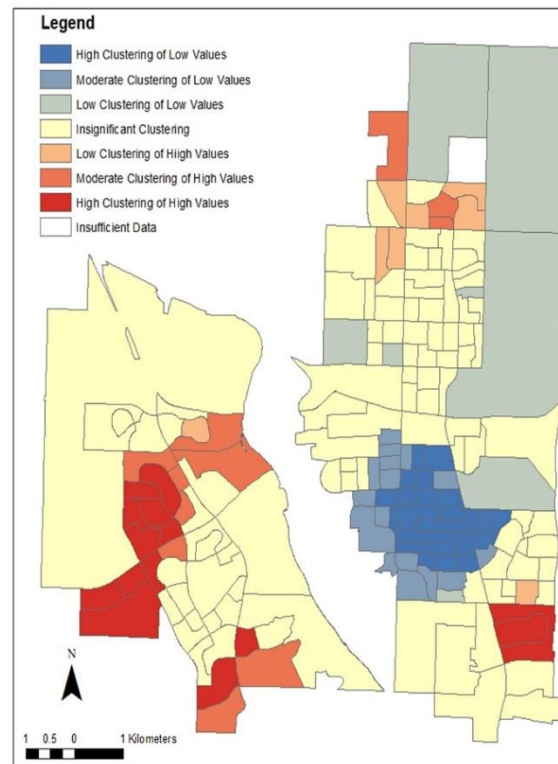 Legend
High Clustering of Low Values
Moderate Clustering of Low Values
Low Clustering of Low Values
Insignificant Clustering
Low Clustering of Hiigh Values
Moderate Clustering of High Values
High Clustering of High Values
Insufficient Data
N
1 0.5 0 1 Kilometers